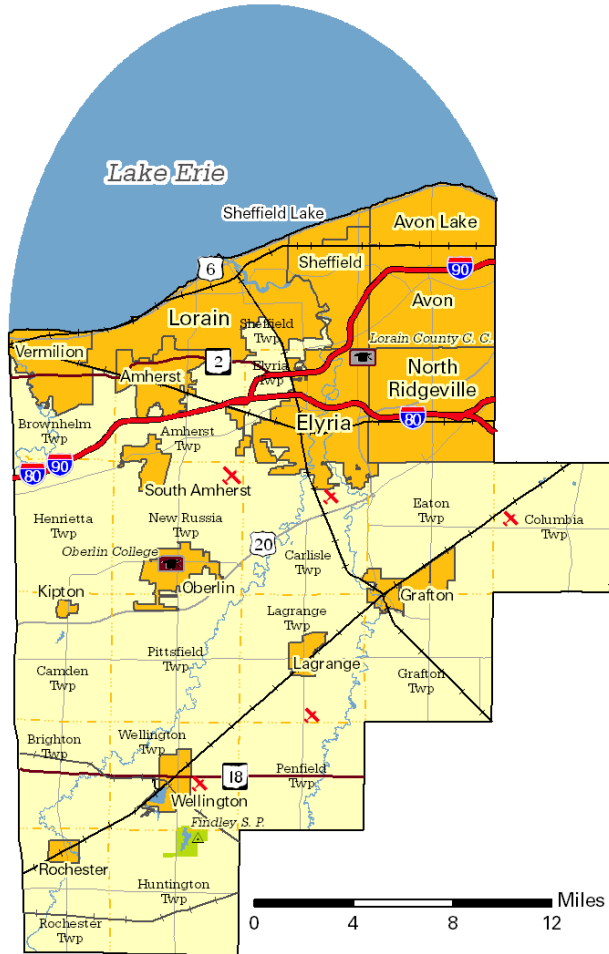 Lake Erie
Sheffield Lake
Avon Lake
6
Sheffield
90
Avon
Lorain
Sheffield
Twp
Lorain County C. C.
Vermilion
2
Elyria
Twp
North
Ridgeville
Amherst
Elyria
80
Brownhelm
Twp
Amherst
Twp
90
80
South Amherst
Henrietta
Twp
New Russia
Twp
Eaton
Twp
Columbia
Twp
20
Oberlin College
Carlisle
Twp
Kipton
Oberlin
Grafton
Lagrange
Twp
Pittsfield
Twp
Lagrange
Camden
Twp
Grafton
Twp
Brighton
Twp
Wellington
Twp
18
Penfield
Twp
Wellington
Findley S. P.
Rochester
Huntington
Twp
Rochester
Twp
Miles
0 4 8 12